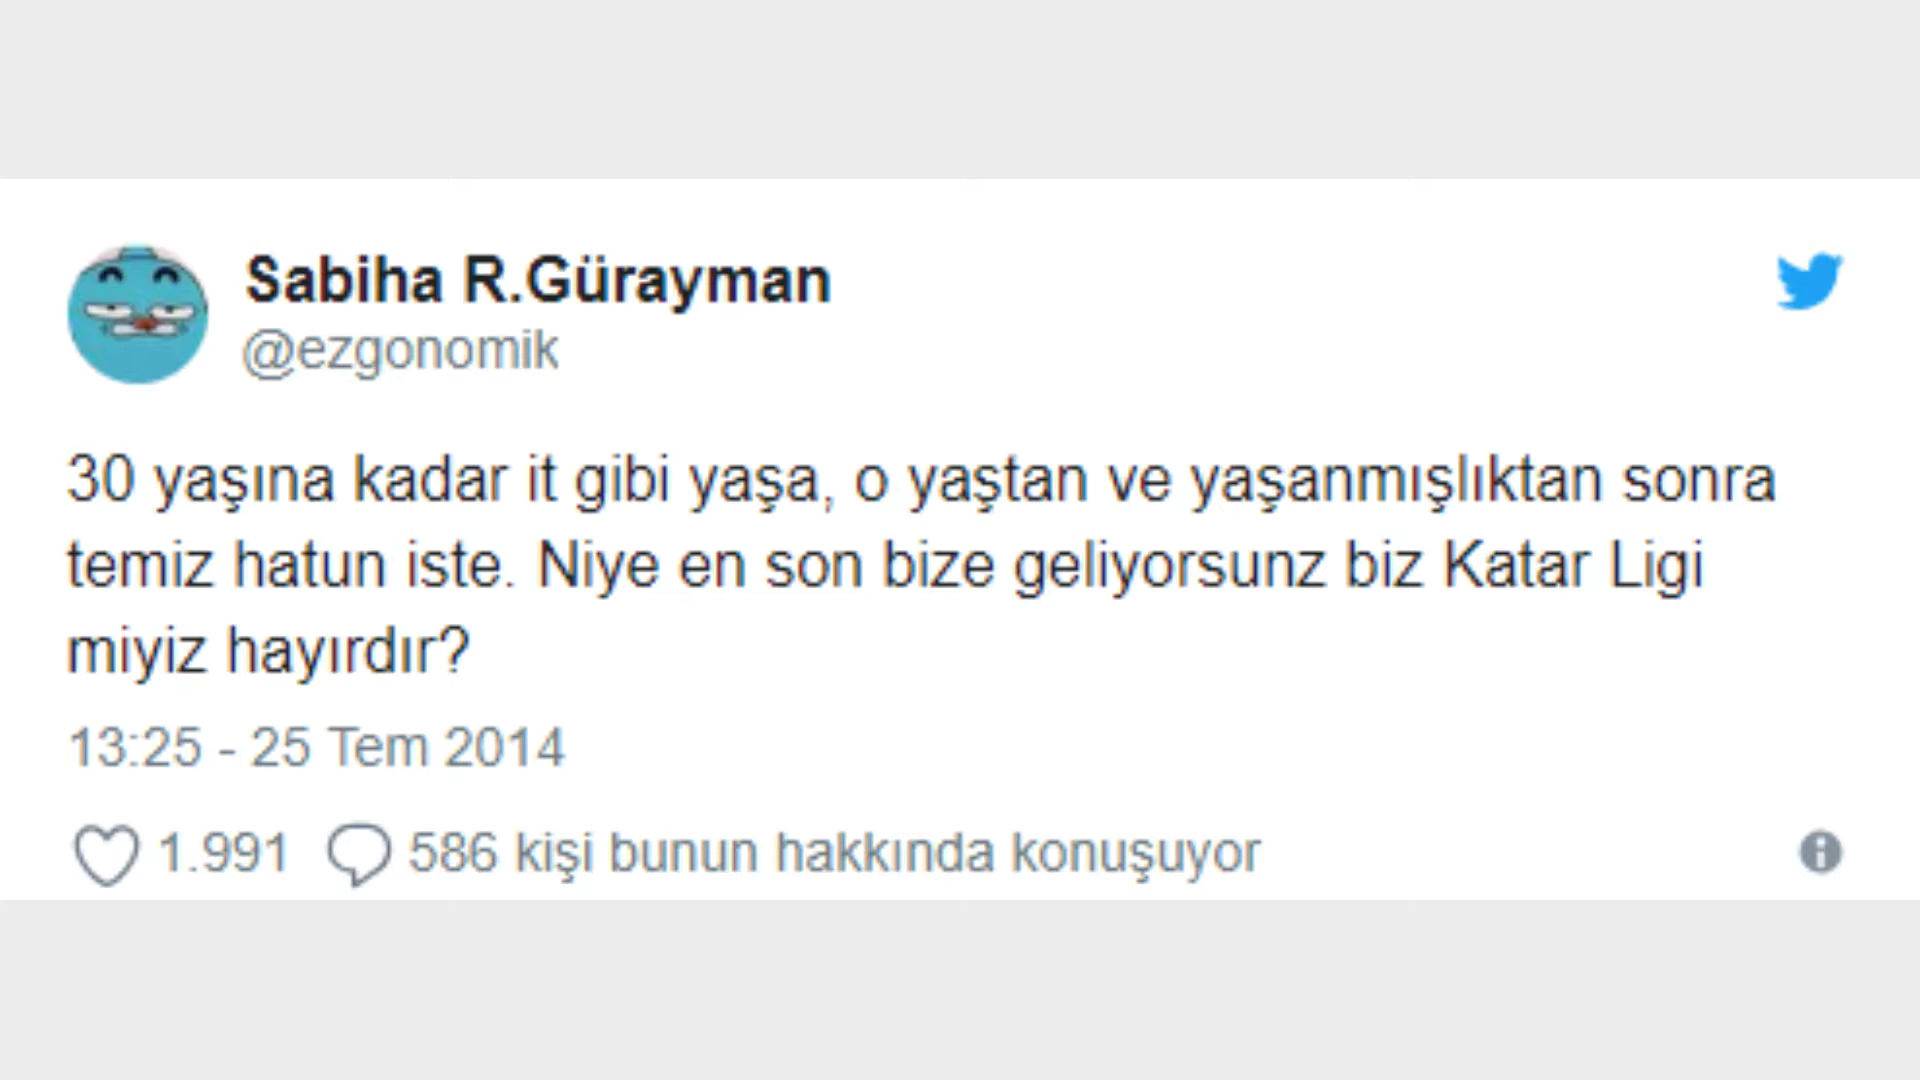 Sabiha R.Gürayman
@ezgonomik
30 yaşına kadar it gibi yaşa, o yaştan ve yaşanmışlıktan sonra
temiz hatun iste. Niye en son bize geliyorsunz biz Katar Ligi
miyiz hayırdır?
13:25 - 25 Tem 2014
1.991 586 kişi bunun hakkında konuşuyor